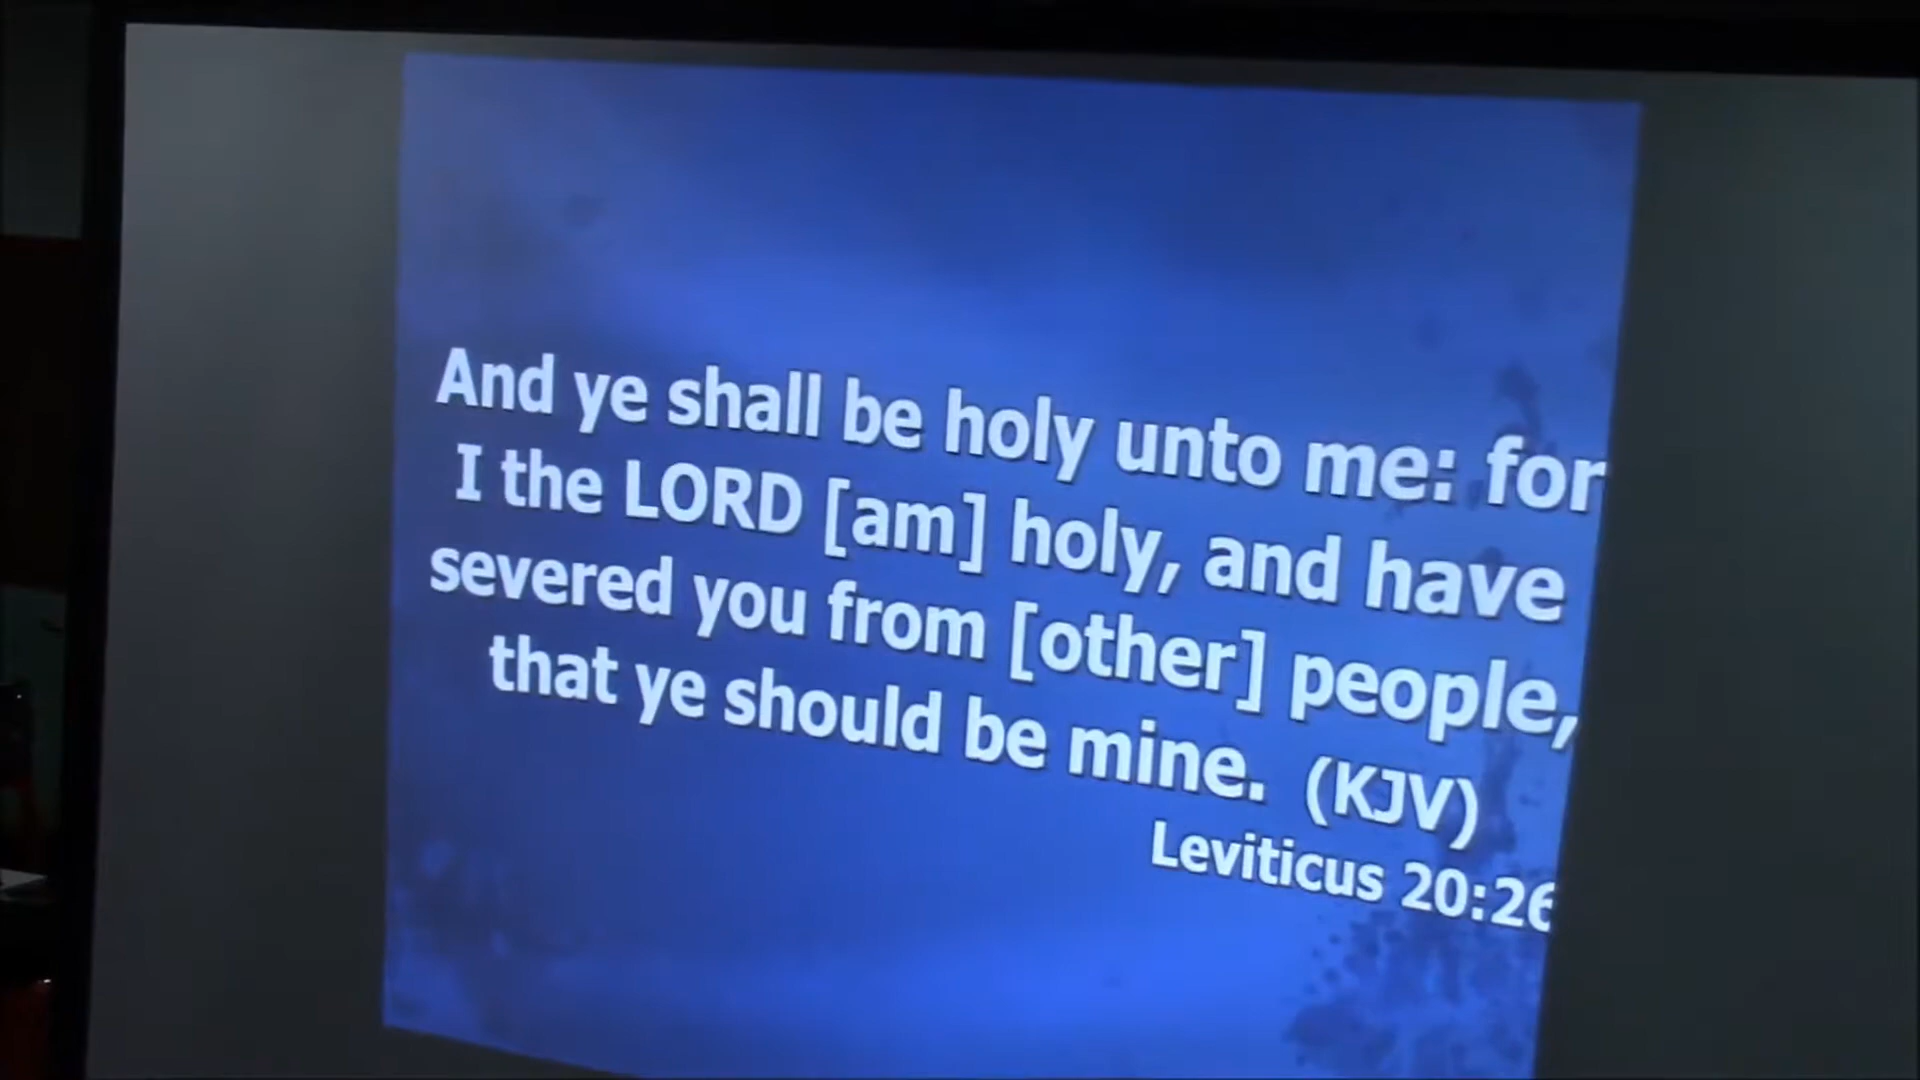 And ye shall be holy unto me: for
I the LORD [am] holy, and have
severed you from [other] people,
that ye should be mine. (KJV)
Leviticus 20:26